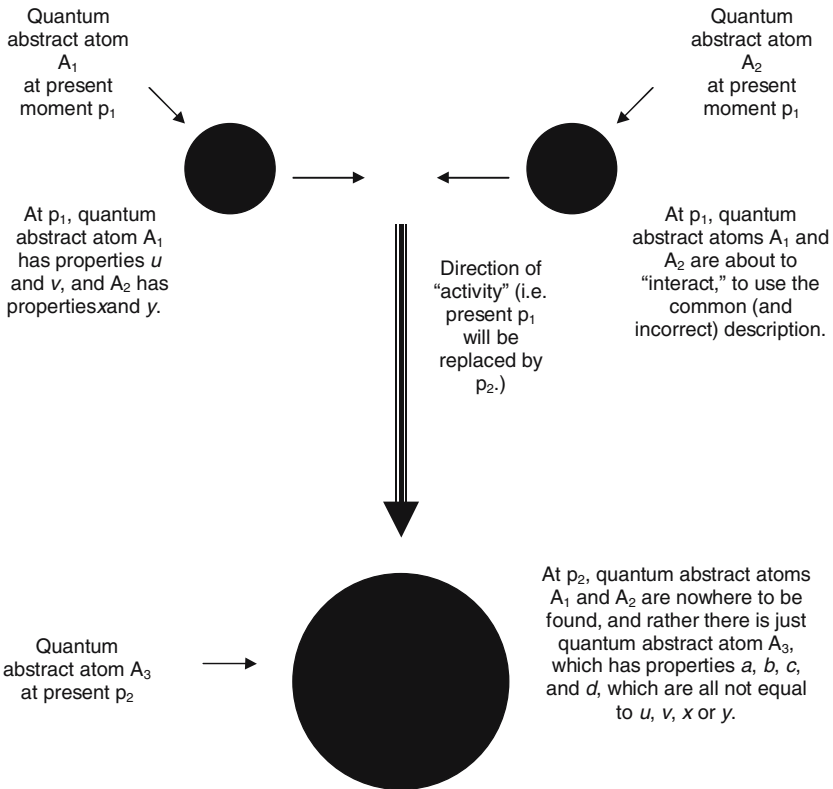 Quantum
abstract atom
A₁
at present
moment p₁
Quantum
abstract atom
A₂
at present
moment p₁
At p₁, quantum
abstract atom A₁
has properties u
and v, and A₂ has
propertiesxand y.
At p₁, quantum
abstract atoms A₁ and
A₂ are about to
“interact,” to use the
common (and
incorrect) description.
Direction of
“activity” (i.e.
present p₁
will be
replaced by
p₂.)
Quantum
abstract atom A₃
at present p₂
At p₂, quantum abstract atoms
A₁ and A₂ are nowhere to be
found, and rather there is just
quantum abstract atom A₃,
which has properties a, b, c,
and d, which are all not equal
to u, v, x or y.